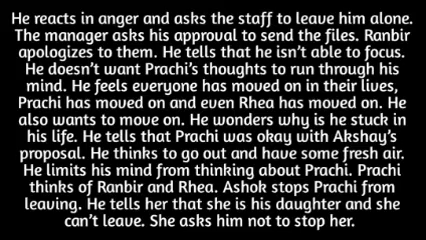 He reacts in anger and asks the staff to leave him alone.
The manager asks his approval to send the files. Ranbir
apologizes to them. He tells that he isn't able to focus.
He doesn't want Prachi's thoughts to run through his
mind. He feels everyone has moved on in their lives,
Prachi has moved on and even Rhea has moved on. He
also wants to move on. He wonders why is he stuck in
his life. He tells that Prachi was okay with Akshay's
proposal. He thinks to go out and have some fresh air.
He limits his mind from thinking about Prachi. Prachi
thinks of Ranbir and Rhea. Ashok stops Prachi from
leaving. He tells her that she is his daughter and she
can't leave. She asks him not to stop her.